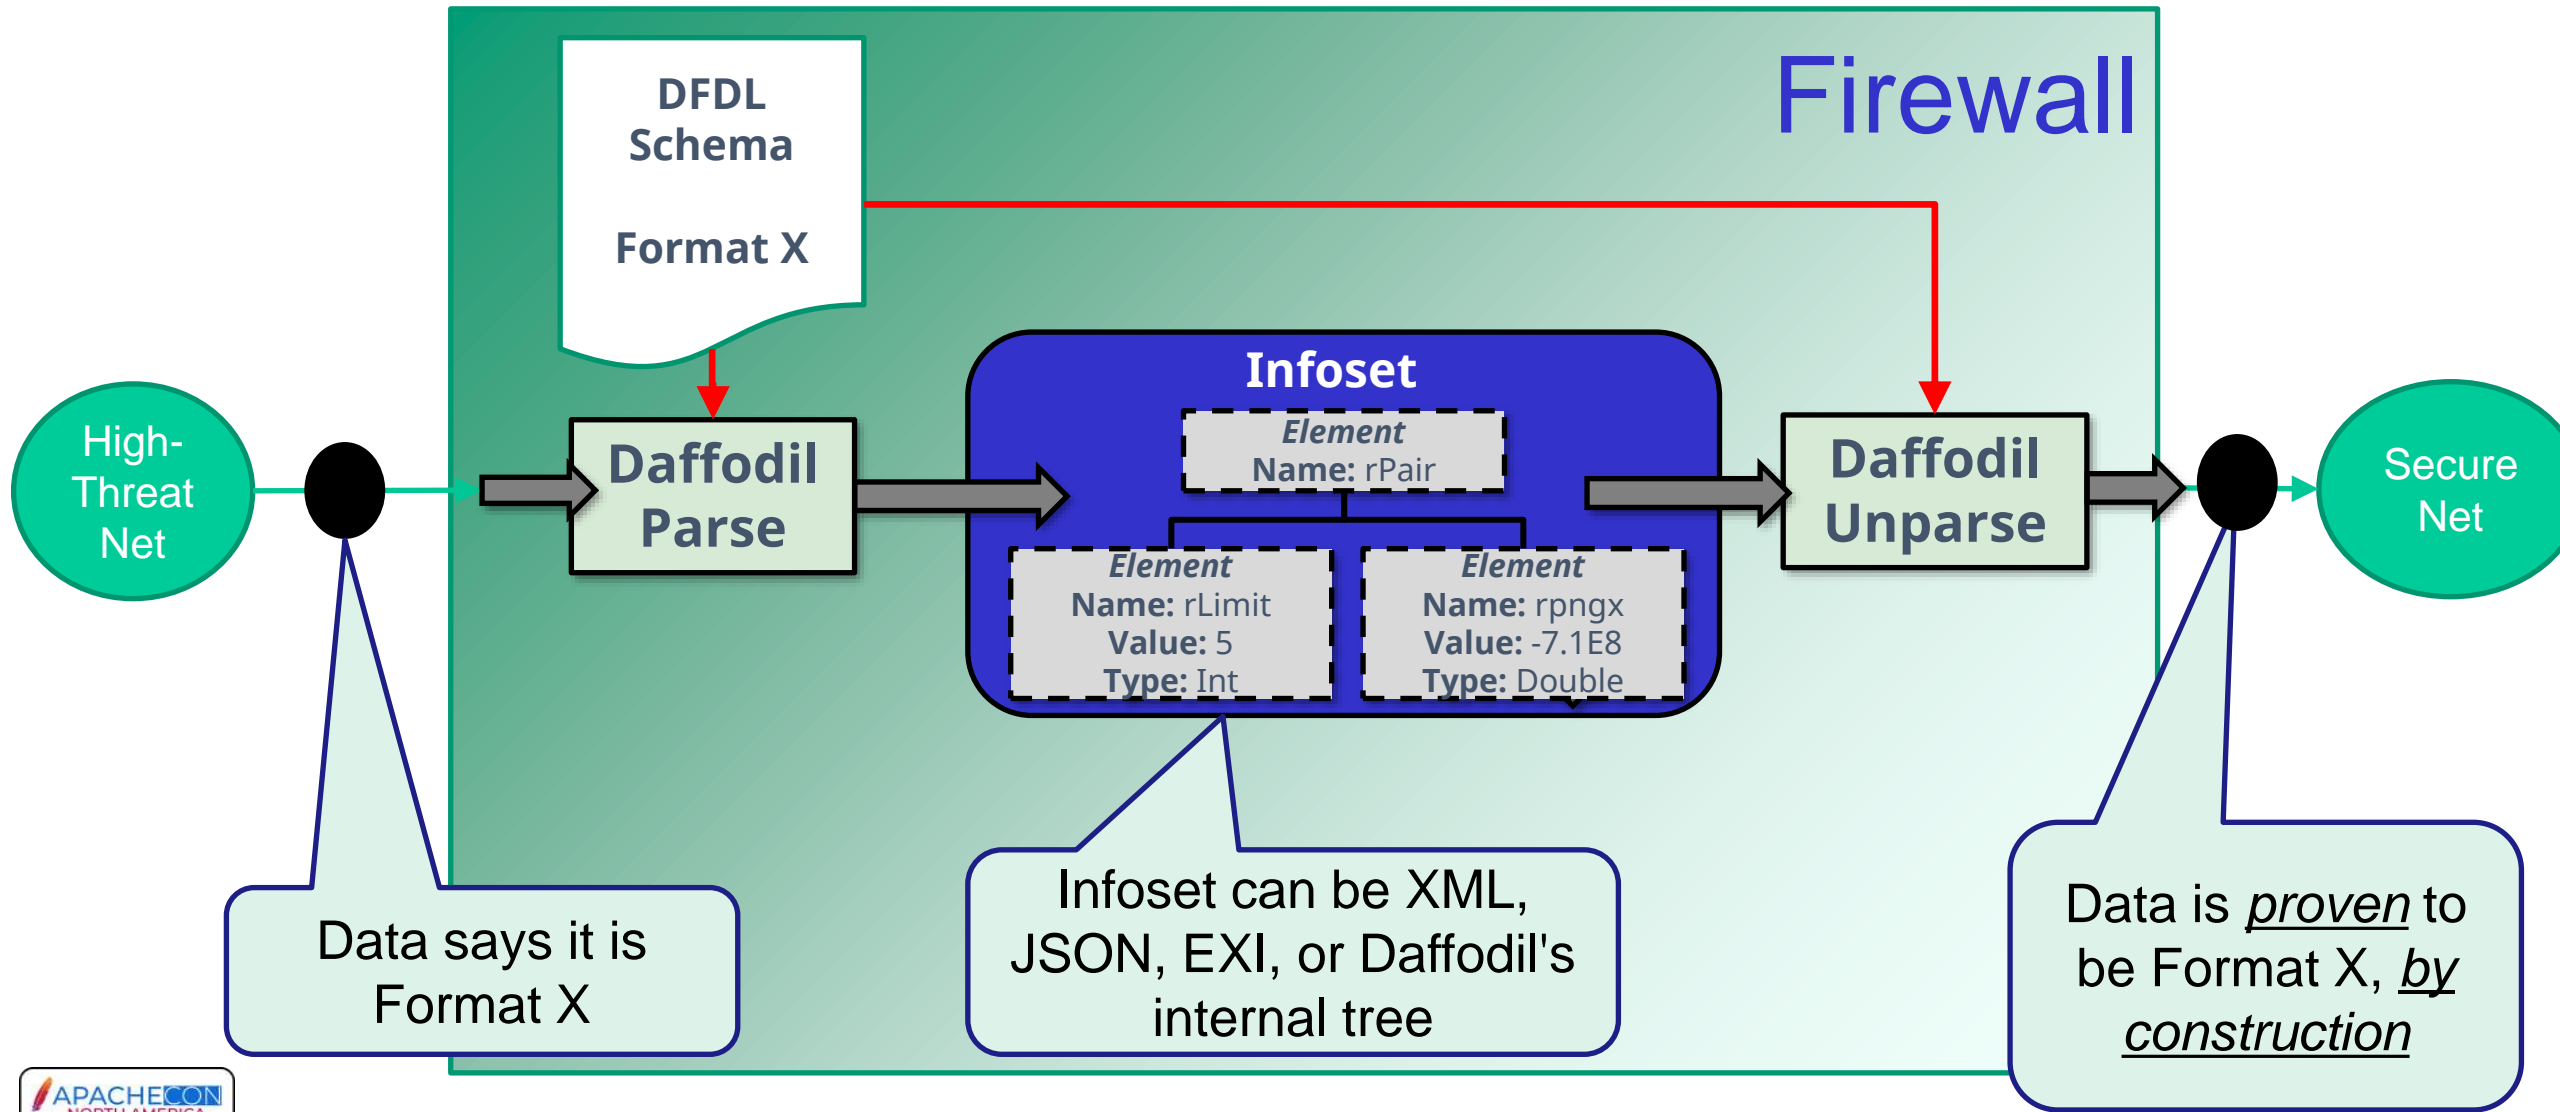 Firewall
DFDL
Schema
Format X
High-
Threat
Net
Daffodil
Parse
Infoset
Element
Name: rPair
Element
Name: rLimit
Value: 5
Type: Int
Element
Name: rpngx
Value: -7.1E8
Type: Double
Daffodil
Unparse
Secure
Net
Data says it is
Format X
Infoset can be XML,
JSON, EXI, or Daffodil's
internal tree
Data is proven to
be Format X, by
construction
APACHECON
NORTH AMERICA